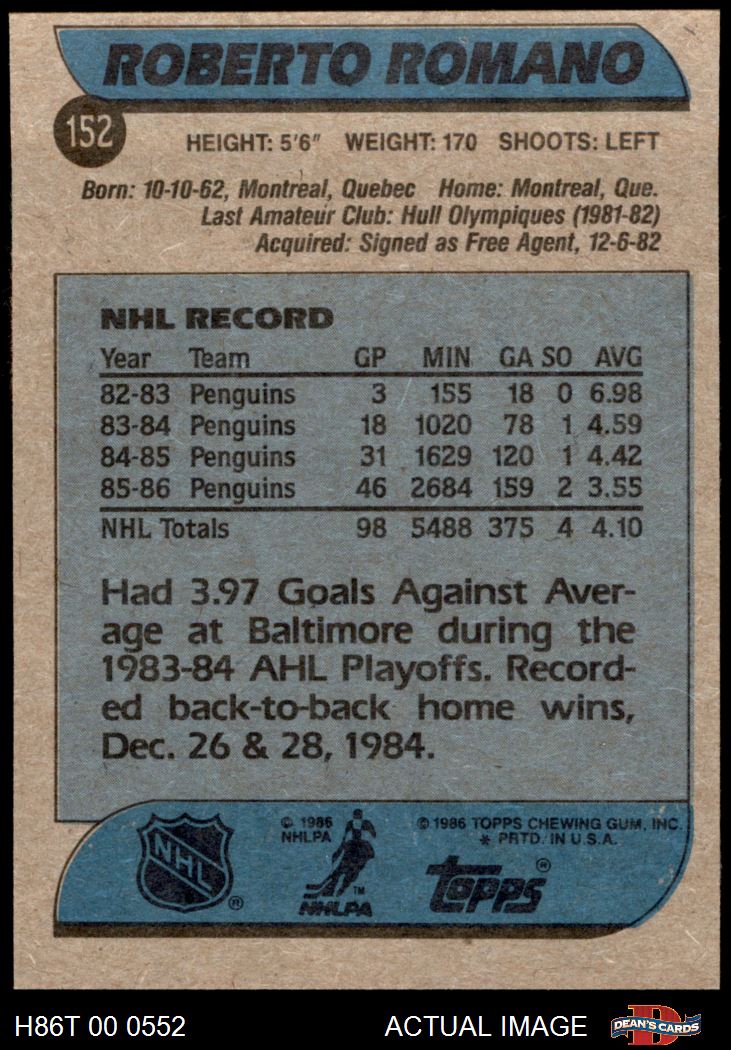 ROBERTO ROMANO
152
HEIGHT: 5'6" WEIGHT: 170 SHOOTS: LEFT
Born: 10-10-62, Montreal, Quebec Home: Montreal, Que.
Last Amateur Club: Hull Olympiques (1981-82)
Acquired: Signed as Free Agent, 12-6-82
NHL RECORD
Year Team GP MIN GA SO AVG
82-83 Penguins 3 155 18 0 6.98
83-84 Penguins 18 1020 78 1 4.59
84-85 Penguins 31 1629 120 1 4.42
85-86 Penguins 46 2684 159 2 3.55
NHL Totals 98 5488 375 4 4.10
Had 3.97 Goals Against Aver-
age at Baltimore during the
1983-84 AHL Playoffs. Record-
ed back-to-back home wins,
Dec. 26 & 28, 1984.
© 1986 © 1986 TOPPS CHEWING GUM, INC.
NHLPA * PRTD. IN U.S.A.
NHL ® NHLPA ™ TOPPS ®
H86T 00 0552 ACTUAL IMAGE D DEAN'S CARDS